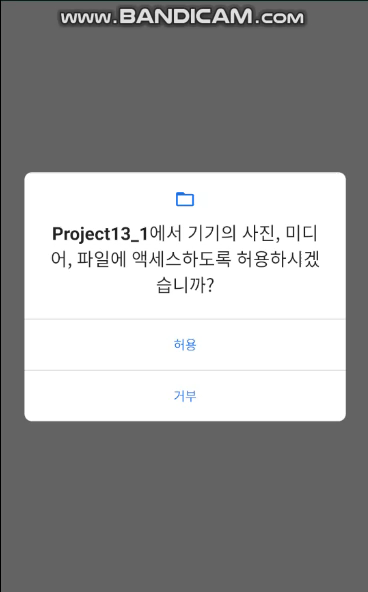 www.BANDICAM.com
Project13_1에서 기기의 사진, 미디
어, 파일에 액세스하도록 허용하시겠
습니까?
허용
거부